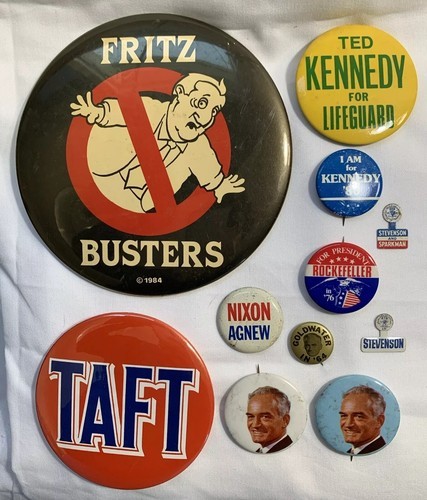 FRITZ
BUSTERS
© 1984
TED
KENNEDY
FOR
LIFEGUARD
I AM
for
KENNEDY
STEVENSON
AND
SPARKMAN
FOR PRESIDENT
ROCKEFELLER
in
'76
NIXON
AGNEW
GOLDWATER
IN '64
STEVENSON
TAFT